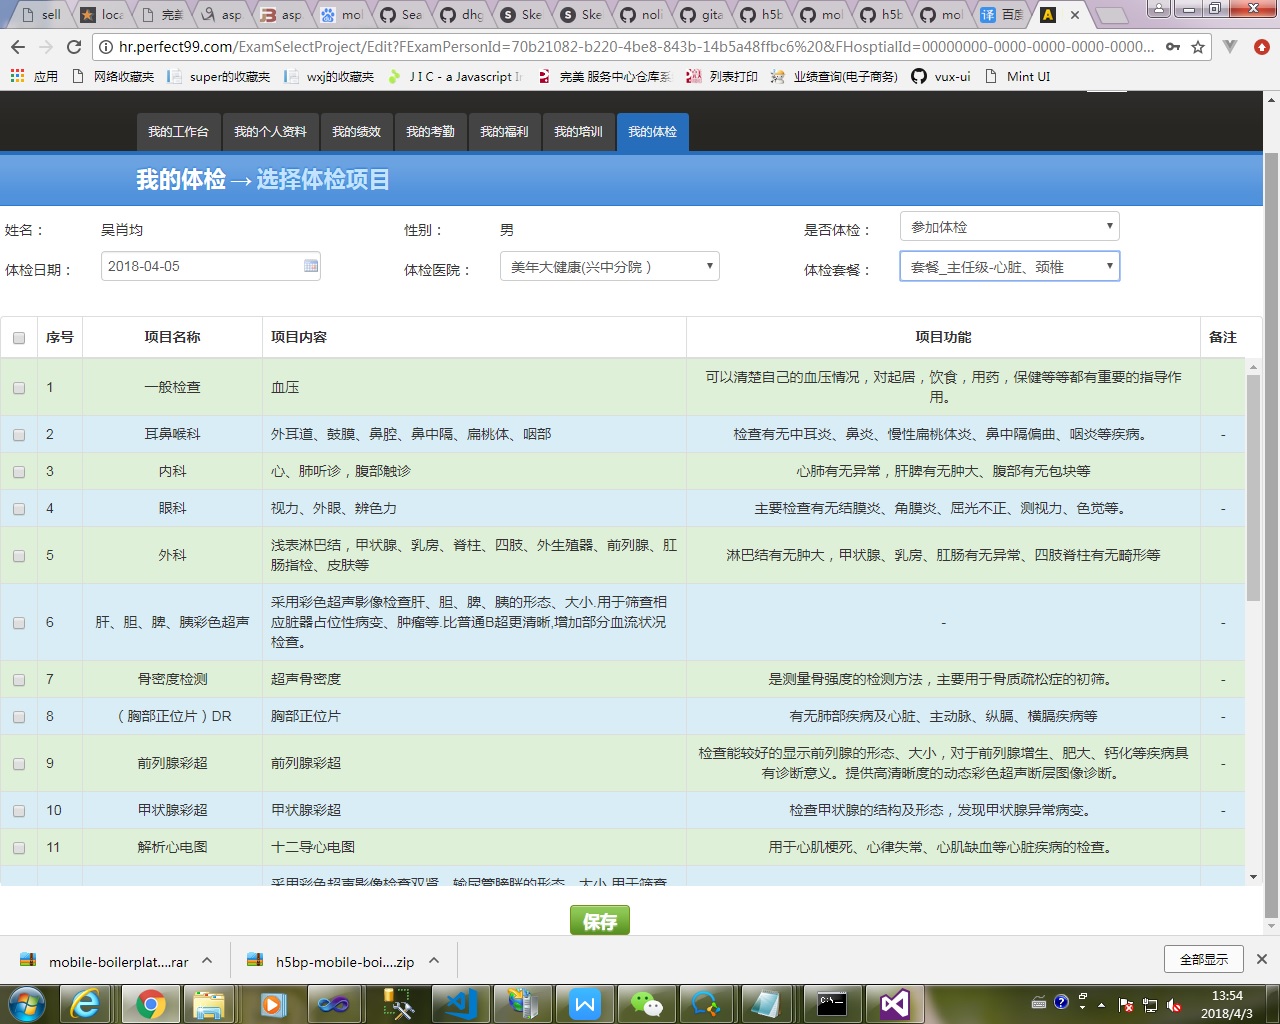 sell
loca
完美
asp
asp
mol
Sea
dhg
Ske
Ske
noli
gita
h5b
mol
h5b
mol
百度
hr.perfect99.com/ExamSelectProject/Edit?FExamPersonId=70b21082-b220-4be8-843b-14b5a48ffbc6%20&FHosptialId=00000000-0000-0000-0000-0000...
应用 网络收藏夹 super的收藏夹 wxj的收藏夹 J I C - a Javascript I 完美 服务中心仓库系 列表打印 业绩查询(电子商务) vux-ui Mint UI
我的工作台 我的个人资料 我的绩效 我的考勤 我的福利 我的培训 我的体检
我的体检 → 选择体检项目
姓名： 吴肖均 性别： 男 是否体检： 参加体检
体检日期： 2018-04-05 体检医院： 美年大健康(兴中分院 ) 体检套餐： 套餐_主任级-心脏、颈椎
序号 项目名称 项目内容 项目功能 备注
1 一般检查 血压 可以清楚自己的血压情况，对起居，饮食，用药，保健等等都有重要的指导作
用。
2 耳鼻喉科 外耳道、鼓膜、鼻腔、鼻中隔、扁桃体、咽部 检查有无中耳炎、鼻炎、慢性扁桃体炎、鼻中隔偏曲、咽炎等疾病。 -
3 内科 心、肺听诊，腹部触诊 心肺有无异常，肝脾有无肿大、腹部有无包块等
4 眼科 视力、外眼、辨色力 主要检查有无结膜炎、角膜炎、屈光不正、测视力、色觉等。 -
5 外科 浅表淋巴结，甲状腺、乳房、脊柱、四肢、外生殖器、前列腺、肛
肠指检、皮肤等 淋巴结有无肿大，甲状腺、乳房、肛肠有无异常、四肢脊柱有无畸形等
6 肝、胆、脾、胰彩色超声 采用彩色超声影像检查肝、胆、脾、胰的形态、大小.用于筛查相
应脏器占位性病变、肿瘤等.比普通B超更清晰,增加部分血流状况
检查。 - -
7 骨密度检测 超声骨密度 是测量骨强度的检测方法，主要用于骨质疏松症的初筛。 -
8 （胸部正位片）DR 胸部正位片 有无肺部疾病及心脏、主动脉、纵膈、横膈疾病等 -
9 前列腺彩超 前列腺彩超 检查能较好的显示前列腺的形态、大小，对于前列腺增生、肥大、钙化等疾病具
有诊断意义。提供高清晰度的动态彩色超声断层图像诊断。 -
10 甲状腺彩超 甲状腺彩超 检查甲状腺的结构及形态，发现甲状腺异常病变。 -
11 解析心电图 十二导心电图 用于心肌梗死、心律失常、心肌缺血等心脏疾病的检查。
采用彩色超声影像检查双肾、输尿管膀胱的形态、大小.用于筛查
保存
mobile-boilerplat....rar h5bp-mobile-boi....zip 全部显示
13:54
2018/4/3